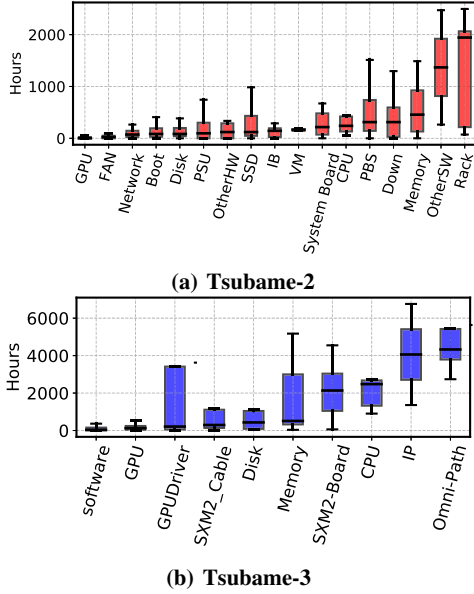 2000
1000
0
Hours
GPU
FAN
Network
Boot
Disk
PSU
OtherHW
SSD
IB
VM
System Board
CPU
PBS
Down
Memory
OtherSW
Rack
(a) Tsubame-2
6000
4000
2000
0
Hours
software
GPU
GPUDriver
SXM2_Cable
Disk
Memory
SXM2-Board
CPU
IP
Omni-Path
(b) Tsubame-3